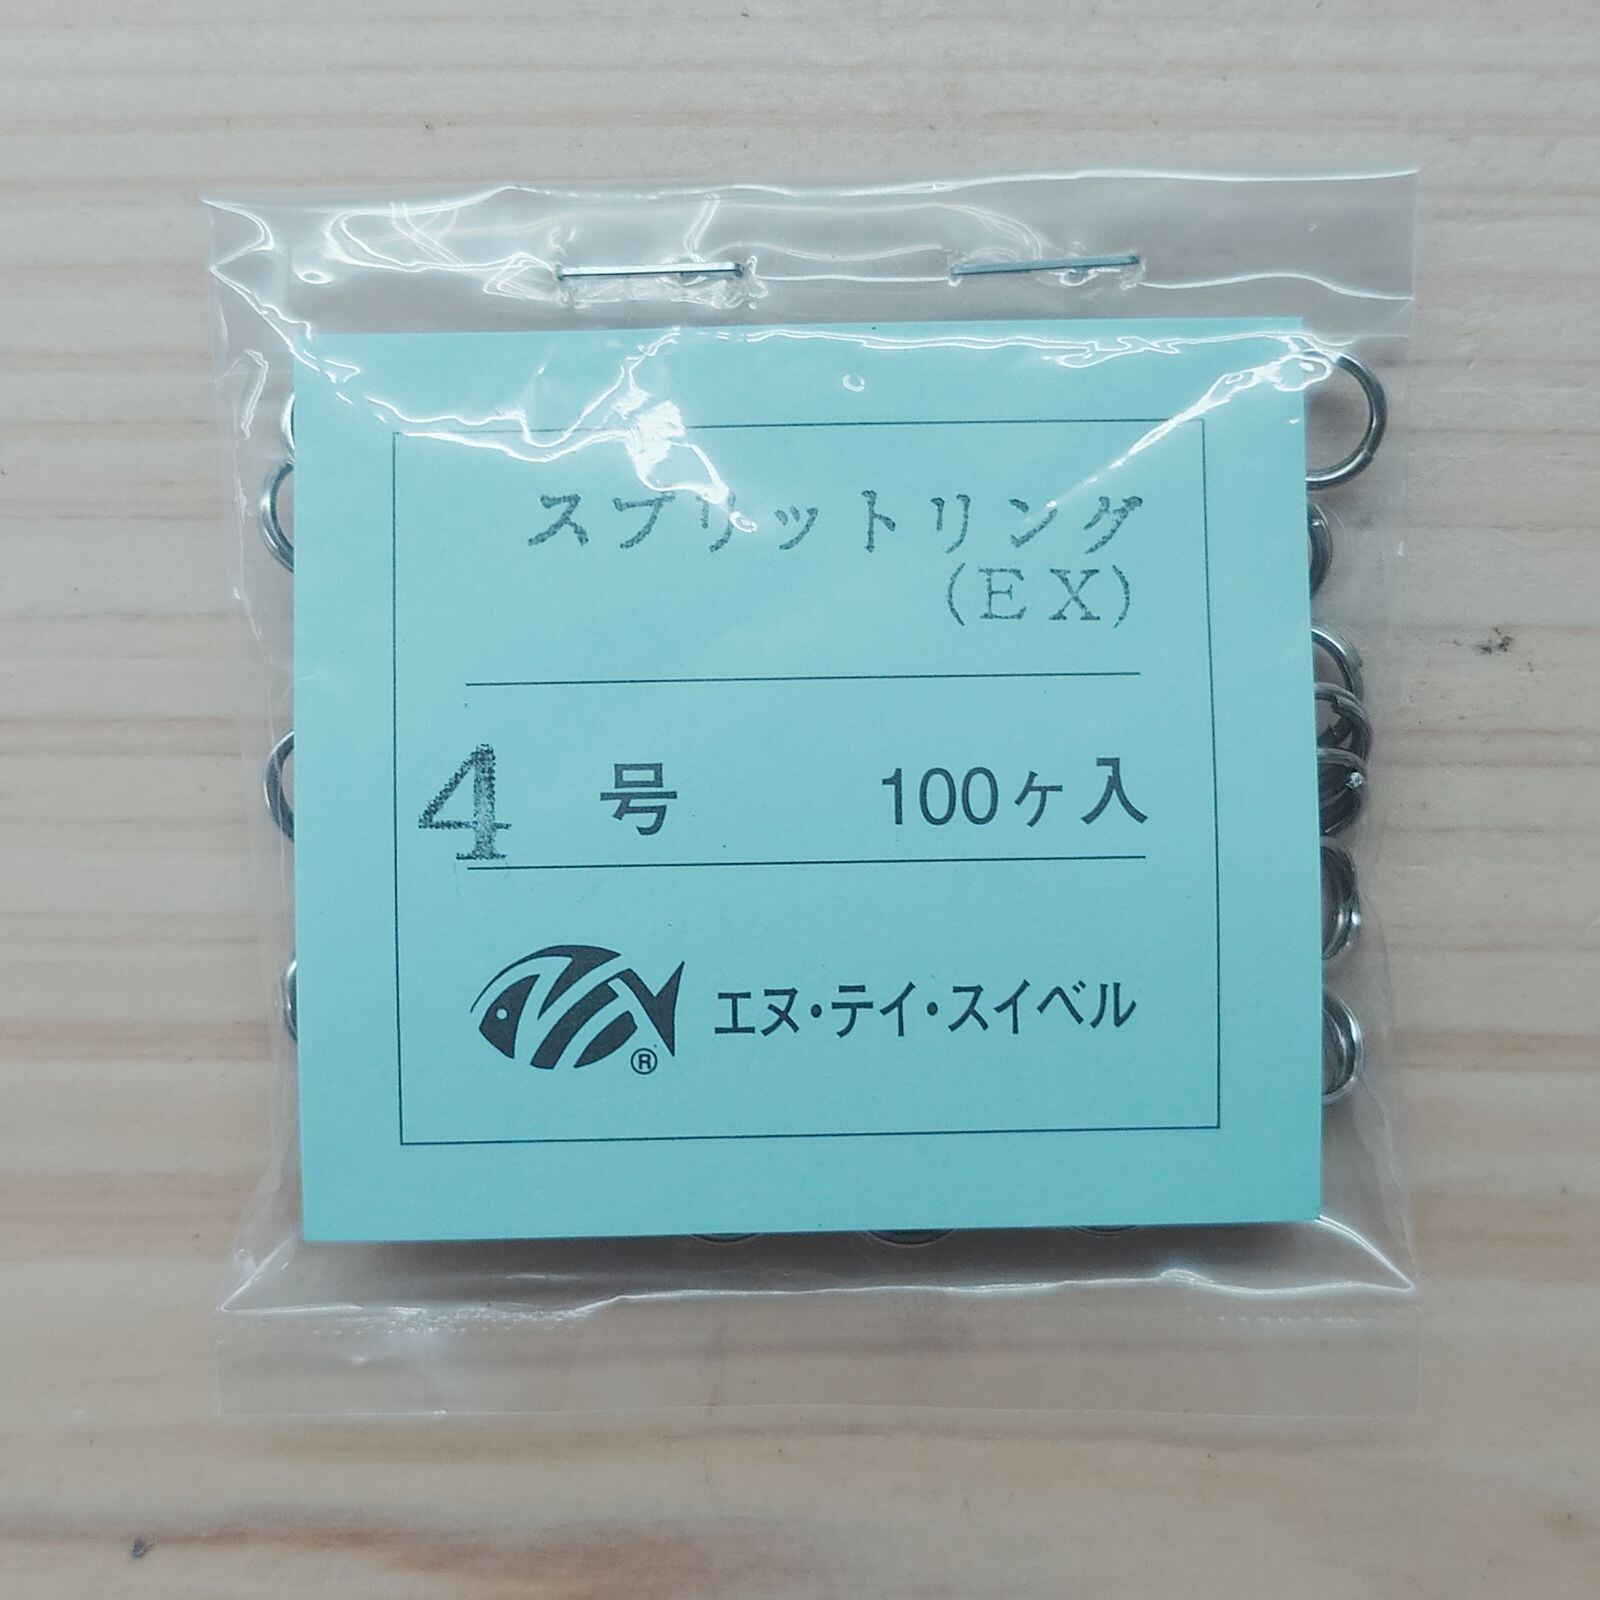 スプリットリング
(EX)
4 号 100ヶ入
® エヌ・テイ・スイベル